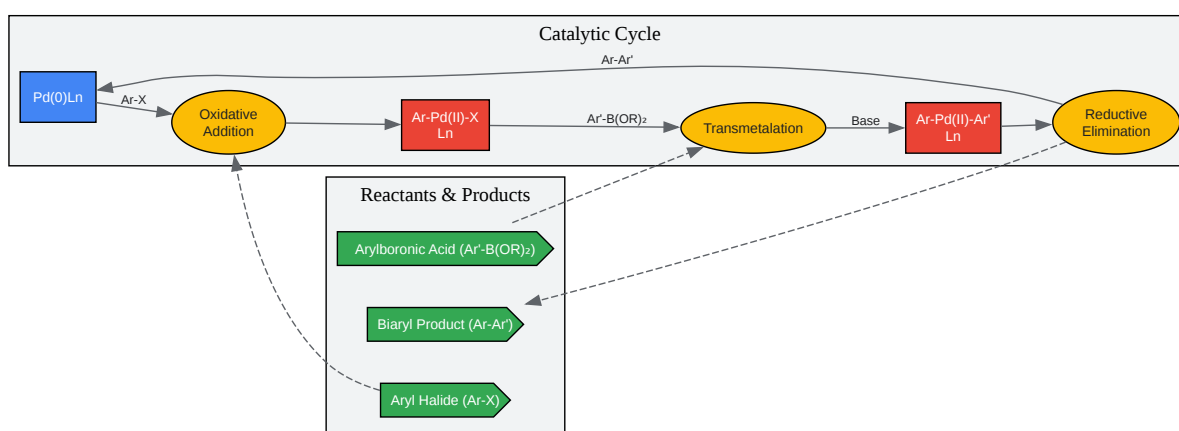 Catalytic Cycle
Ar-Ar'
Pd(0)Ln
Ar-X
Oxidative
Addition
Ar-Pd(II)-X
Ln
Ar'-B(OR)₂
Transmetalation
Base
Ar-Pd(II)-Ar'
Ln
Reductive
Elimination
Reactants & Products
Arylboronic Acid (Ar'-B(OR)₂)
Biaryl Product (Ar-Ar')
Aryl Halide (Ar-X)